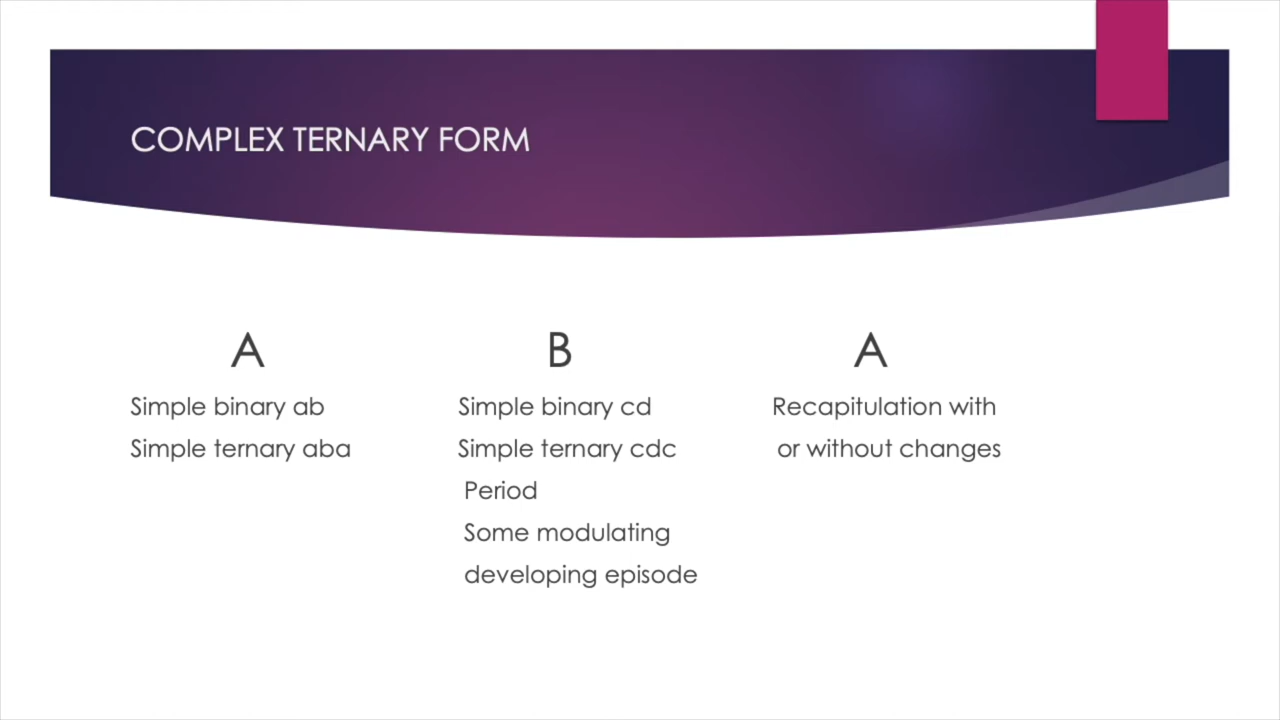 COMPLEX TERNARY FORM
A B A
Simple binary ab Simple binary cd Recapitulation with
Simple ternary aba Simple ternary cdc or without changes
Period
Some modulating
developing episode